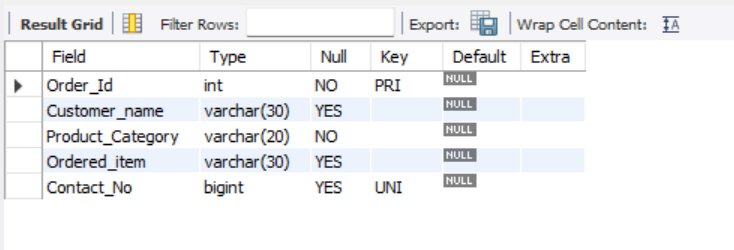 Result Grid Filter Rows: Export: Wrap Cell Content: IA
Field Type Null Key Default Extra
Order_Id int NO PRI NULL
Customer_name varchar(30) YES NULL
Product_Category varchar(20) NO NULL
Ordered_item varchar(30) YES NULL
Contact_No bigint YES UNI NULL